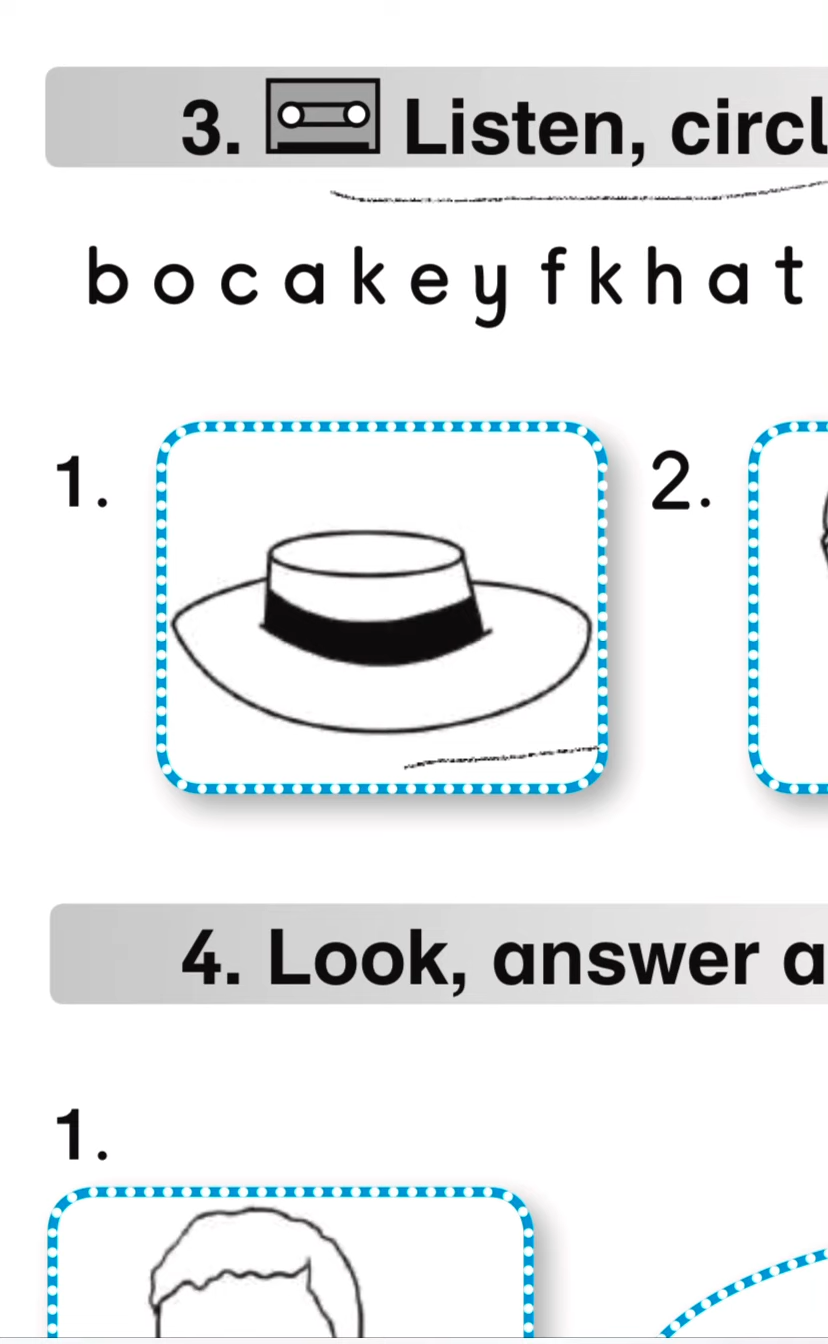 3. Listen, circl
b o c a k e y f k h a t
1.
2.
4. Look, answer a
1.